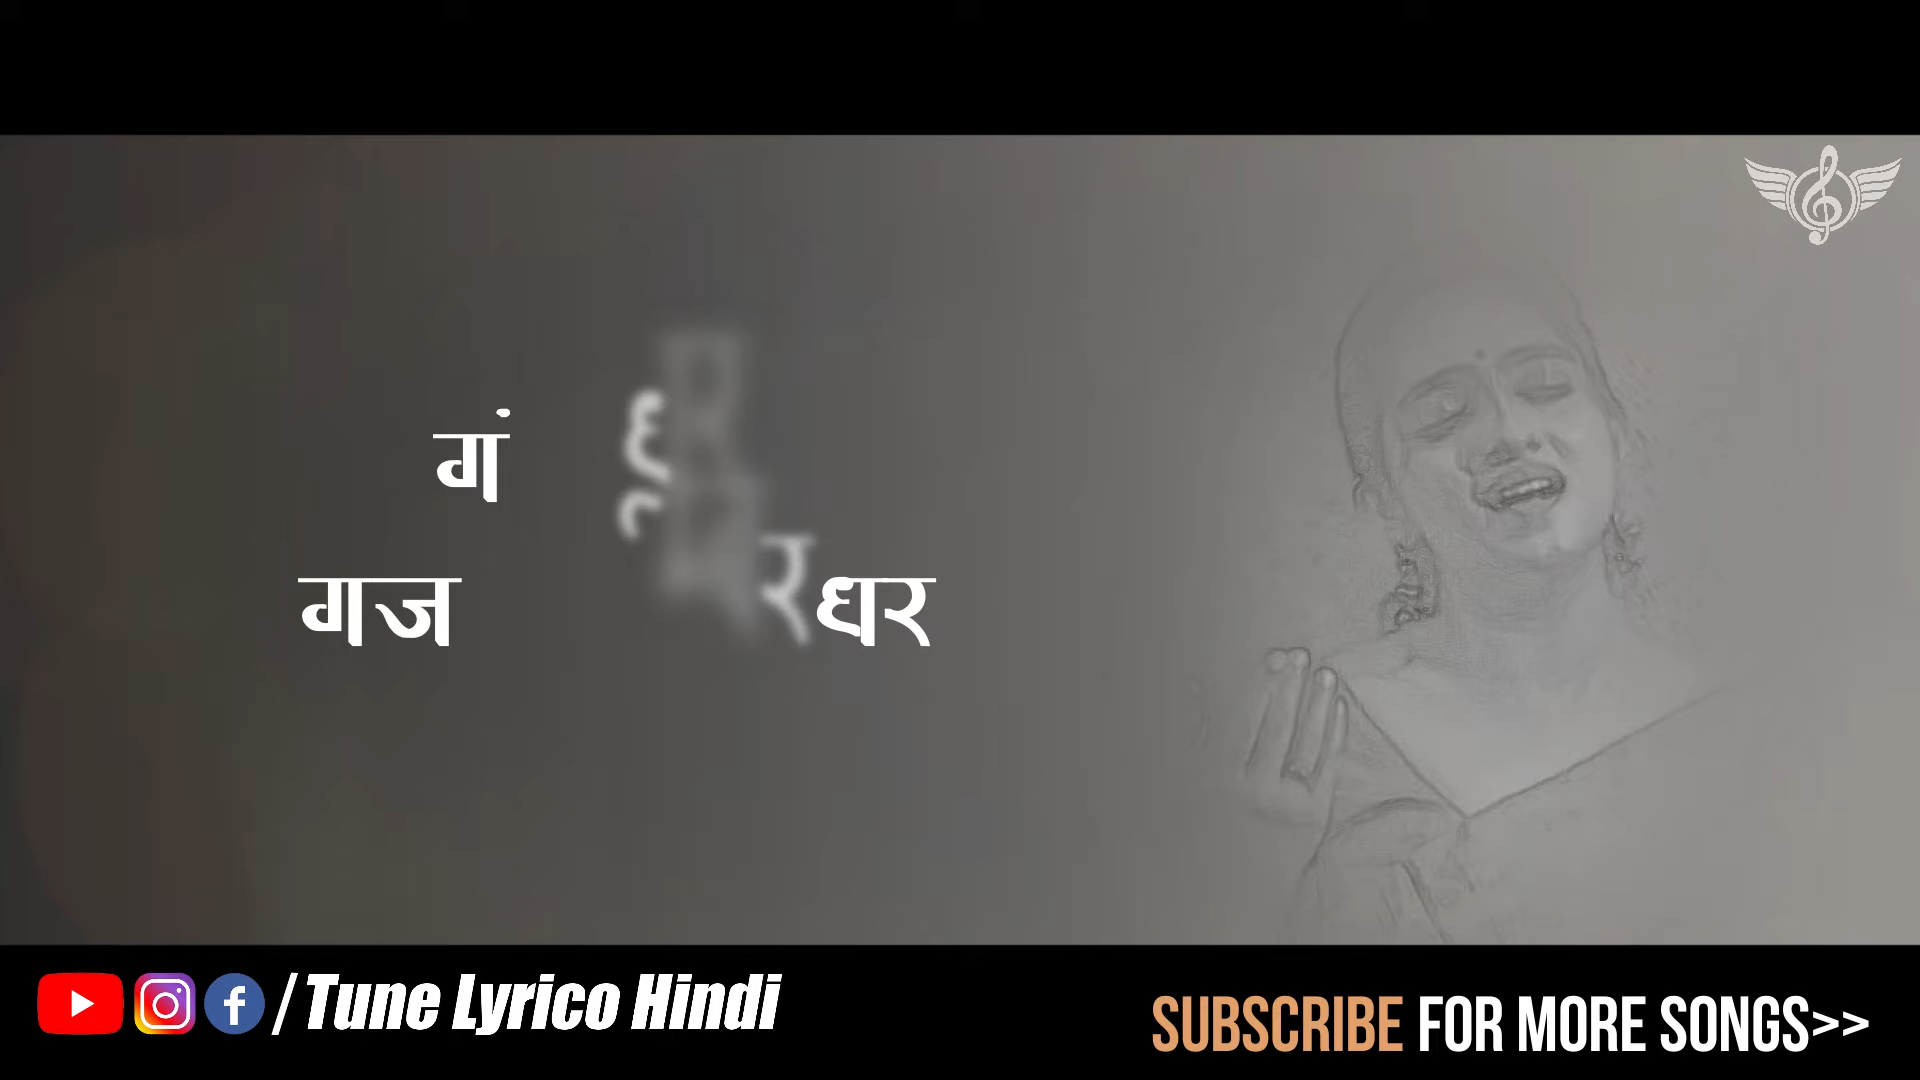 गं
गज रधर
/Tune Lyrico Hindi
SUBSCRIBE FOR MORE SONGS>>